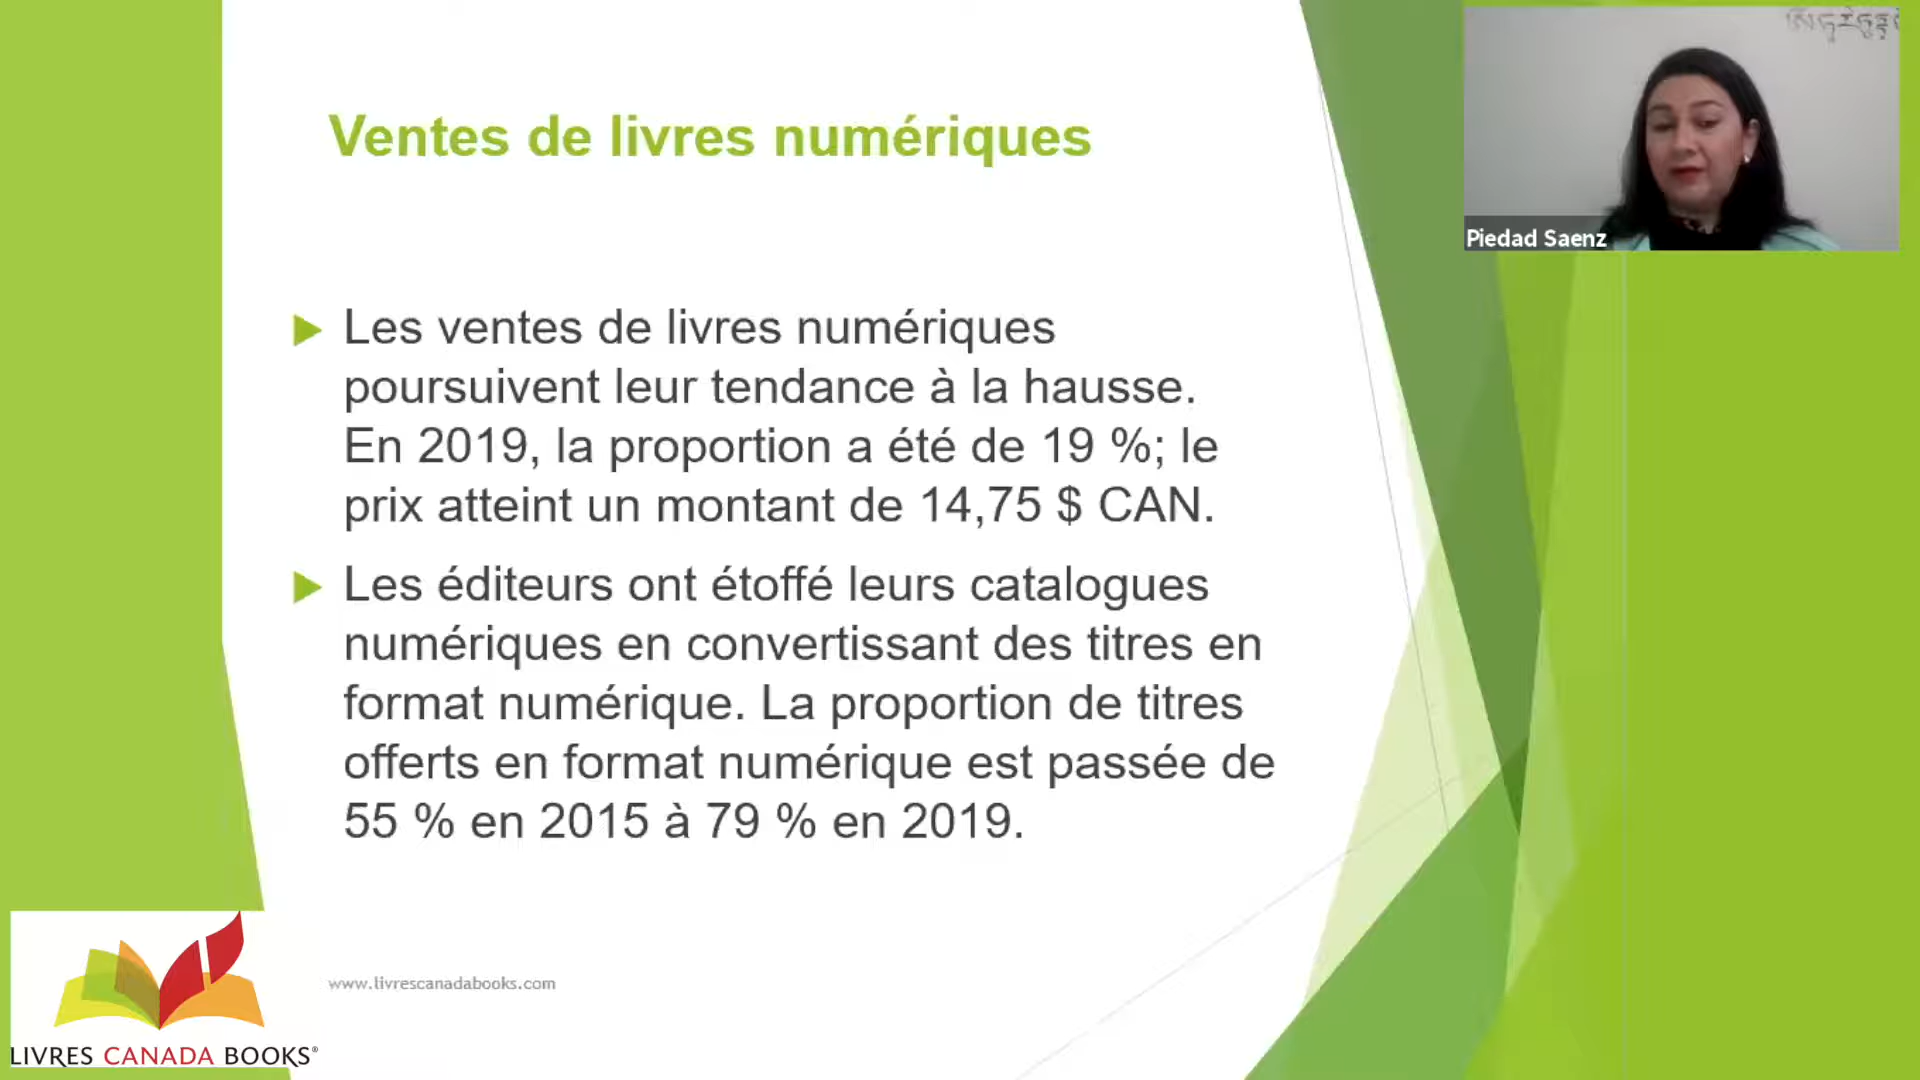 Ventes de livres numériques
Piedad Saenz
Les ventes de livres numériques
poursuivent leur tendance à la hausse.
En 2019, la proportion a été de 19 %; le
prix atteint un montant de 14,75 $ CAN.
Les éditeurs ont étoffé leurs catalogues
numériques en convertissant des titres en
format numérique. La proportion de titres
offerts en format numérique est passée de
55 % en 2015 à 79 % en 2019.
www.livrescanadabooks.com
LIVRES CANADA BOOKS®